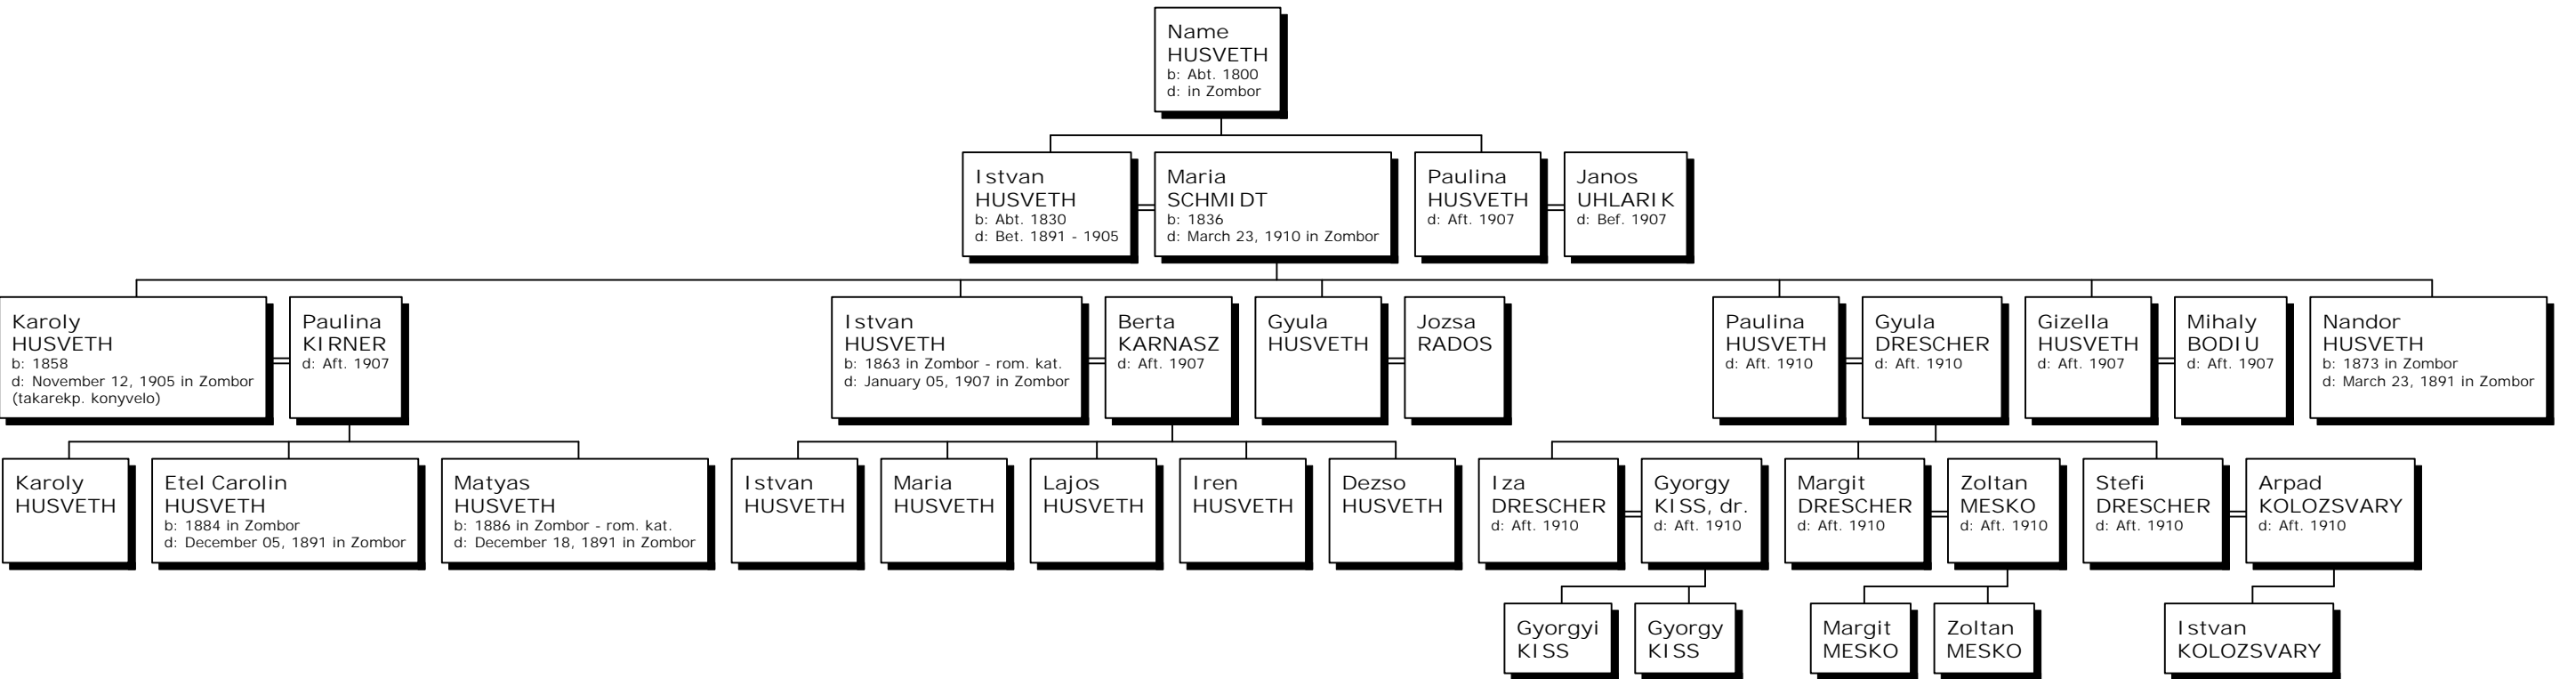 Name
HUSVETH
b: Abt. 1800
d: in Zombor
Istvan
HUSVETH
b: Abt. 1830
d: Bet. 1891 - 1905
Maria
SCHMIDT
b: 1836
d: March 23, 1910 in Zombor
Paulina
HUSVETH
d: Aft. 1907
Janos
UHLARIK
d: Bef. 1907
Karoly
HUSVETH
b: 1858
d: November 12, 1905 in Zombor
(takarekp. konyvelo)
Paulina
KIRNER
d: Aft. 1907
Istvan
HUSVETH
b: 1863 in Zombor - rom. kat.
d: January 05, 1907 in Zombor
Berta
KARNASZ
d: Aft. 1907
Gyula
HUSVETH
Jozsa
RADOS
Paulina
HUSVETH
d: Aft. 1910
Gyula
DRESCHER
d: Aft. 1910
Gizella
HUSVETH
d: Aft. 1907
Mihaly
BODIU
d: Aft. 1907
Nandor
HUSVETH
b: 1873 in Zombor
d: March 23, 1891 in Zombor
Karoly
HUSVETH
Etel Carolin
HUSVETH
b: 1884 in Zombor
d: December 05, 1891 in Zombor
Matyas
HUSVETH
b: 1886 in Zombor - rom. kat.
d: December 18, 1891 in Zombor
Istvan
HUSVETH
Maria
HUSVETH
Lajos
HUSVETH
Iren
HUSVETH
Dezso
HUSVETH
Iza
DRESCHER
d: Aft. 1910
Gyorgy
KISS, dr.
d: Aft. 1910
Margit
DRESCHER
d: Aft. 1910
Zoltan
MESKO
d: Aft. 1910
Stefi
DRESCHER
d: Aft. 1910
Arpad
KOLOZSVARY
d: Aft. 1910
Gyorgyi
KISS
Gyorgy
KISS
Margit
MESKO
Zoltan
MESKO
Istvan
KOLOZSVARY